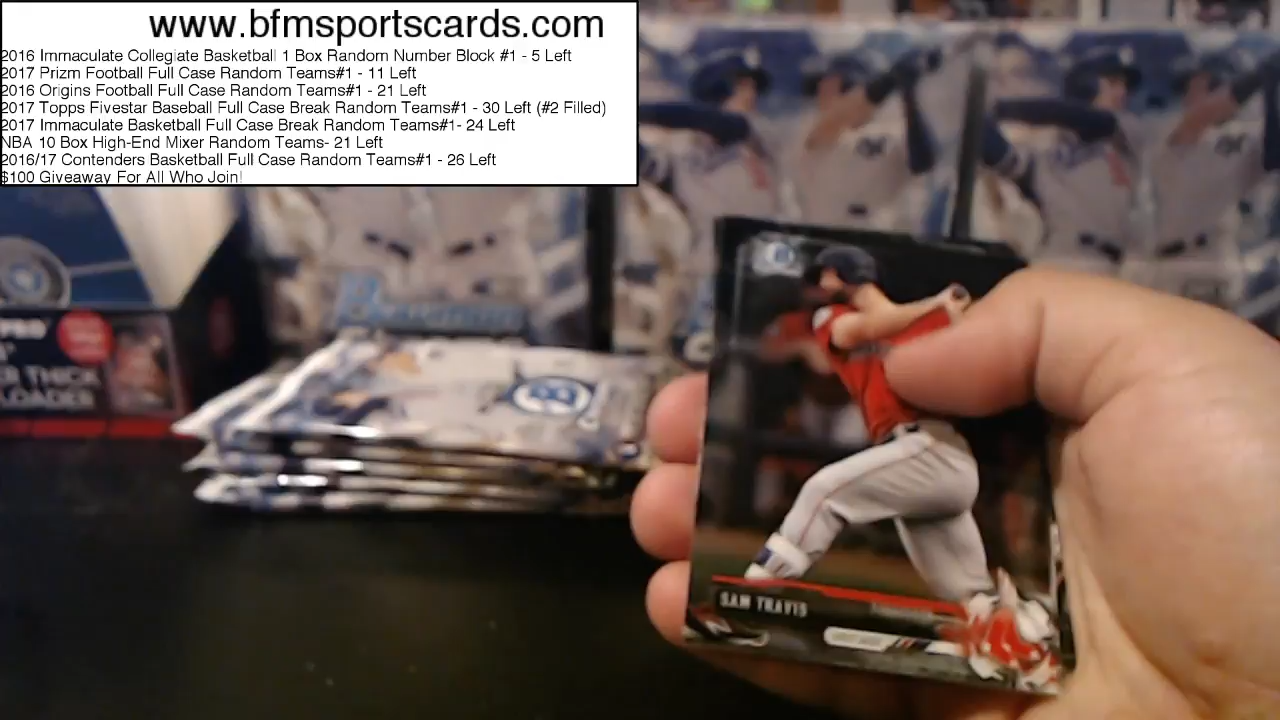 www.bfmsportscards.com
2016 Immaculate Collegiate Basketball 1 Box Random Number Block #1 - 5 Left
2017 Prizm Football Full Case Random Teams#1 - 11 Left
2016 Origins Football Full Case Random Teams#1 - 21 Left
2017 Topps Fivestar Baseball Full Case Break Random Teams#1 - 30 Left (#2 Filled)
2017 Immaculate Basketball Full Case Break Random Teams#1- 24 Left
NBA 10 Box High-End Mixer Random Teams- 21 Left
2016/17 Contenders Basketball Full Case Random Teams#1 - 26 Left
$100 Giveaway For All Who Join!
THICK
LOADER
SAM TRAVIS